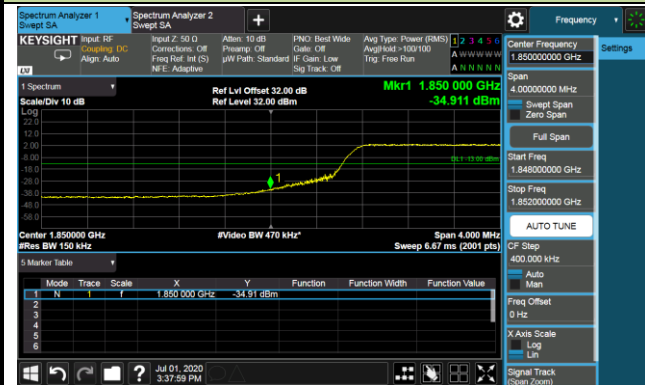 Spectrum Analyzer 1
Swept SA
Spectrum Analyzer 2
Swept SA
+
Frequency
KEYSIGHT
Input: RF
Coupling: DC
Align: Auto
Input Z: 50 Ω
Corrections: Off
Freq Ref: Int (S)
NFE: Adaptive
Atten: 10 dB
Preamp: Off
µW Path: Standard
PNO: Best Wide
Gate: Off
IF Gain: Low
Sig Track: Off
Avg Type: Power (RMS)
Avg|Hold:>100/100
Trig: Free Run
1 2 3 4 5 6
A W W W W W
A N N N N N
LXI
1 Spectrum
Scale/Div 10 dB
Ref Lvl Offset 32.00 dB
Ref Level 32.00 dBm
Mkr1 1.850 000 GHz
-34.911 dBm
Log
22.0
12.0
2.00
-8.00
-18.0
-28.0
-38.0
-48.0
-58.0
DL1 -13.00 dBm
1
Center 1.850000 GHz
#Res BW 150 kHz
#Video BW 470 kHz*
Span 4.000 MHz
Sweep 6.67 ms (2001 pts)
5 Marker Table
Mode Trace Scale X Y Function Function Width Function Value
1 N 1 f 1.850 000 GHz -34.91 dBm
2
3
4
5
6
Jul 01, 2020
3:37:59 PM
Center Frequency
1.850000000 GHz
Settings
Span
4.00000000 MHz
Swept Span
Zero Span
Full Span
Start Freq
1.848000000 GHz
Stop Freq
1.852000000 GHz
AUTO TUNE
CF Step
400.000 kHz
Auto
Man
Freq Offset
0 Hz
X Axis Scale
Log
Lin
Signal Track
(Span Zoom)